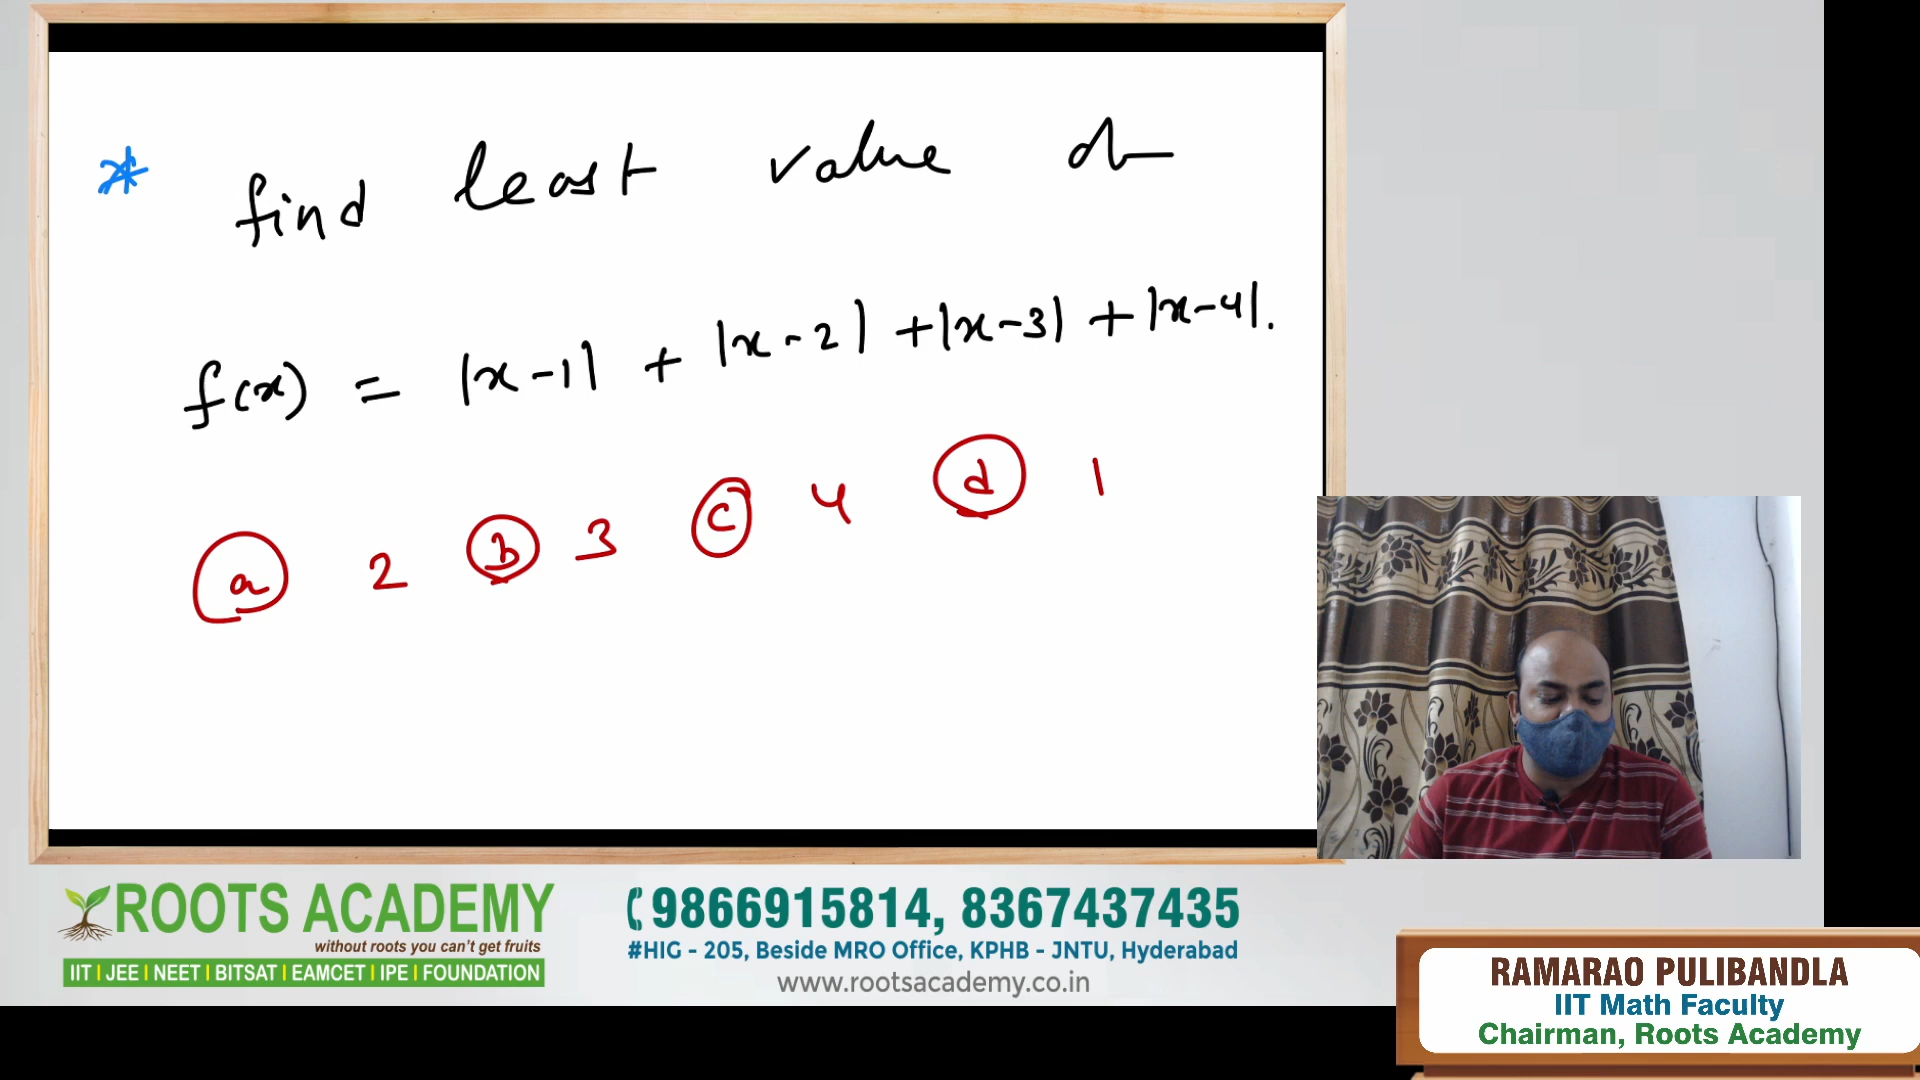 * find least value of
f(x) = |x-1| + |x-2| + |x-3| + |x-4|.
a 2 b 3 c 4 d 1
ROOTS ACADEMY
without roots you can't get fruits
IIT | JEE | NEET | BITSAT | EAMCET | IPE | FOUNDATION
9866915814, 8367437435
#HIG - 205, Beside MRO Office, KPHB - JNTU, Hyderabad
www.rootsacademy.co.in
RAMARAO PULIBANDLA
IIT Math Faculty
Chairman, Roots Academy